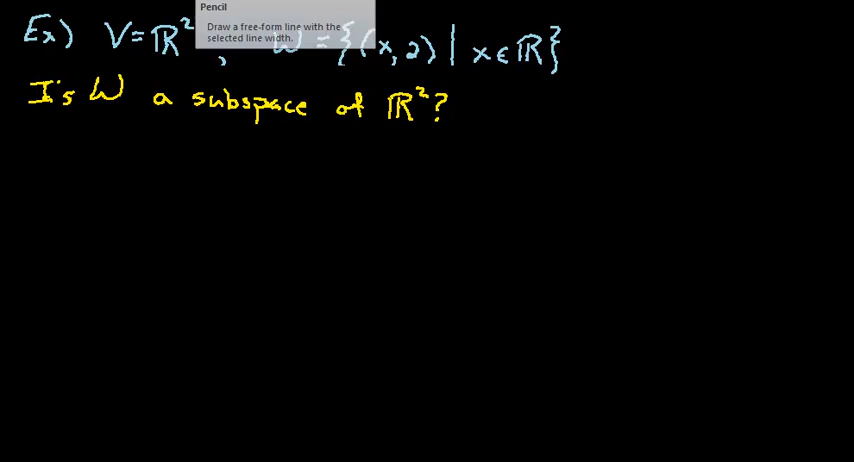 Ex) V=ℝ², W={(x,2) | x∈ℝ}
Pencil
Draw a free-form line with the
selected line width.
Is W a subspace of ℝ²?